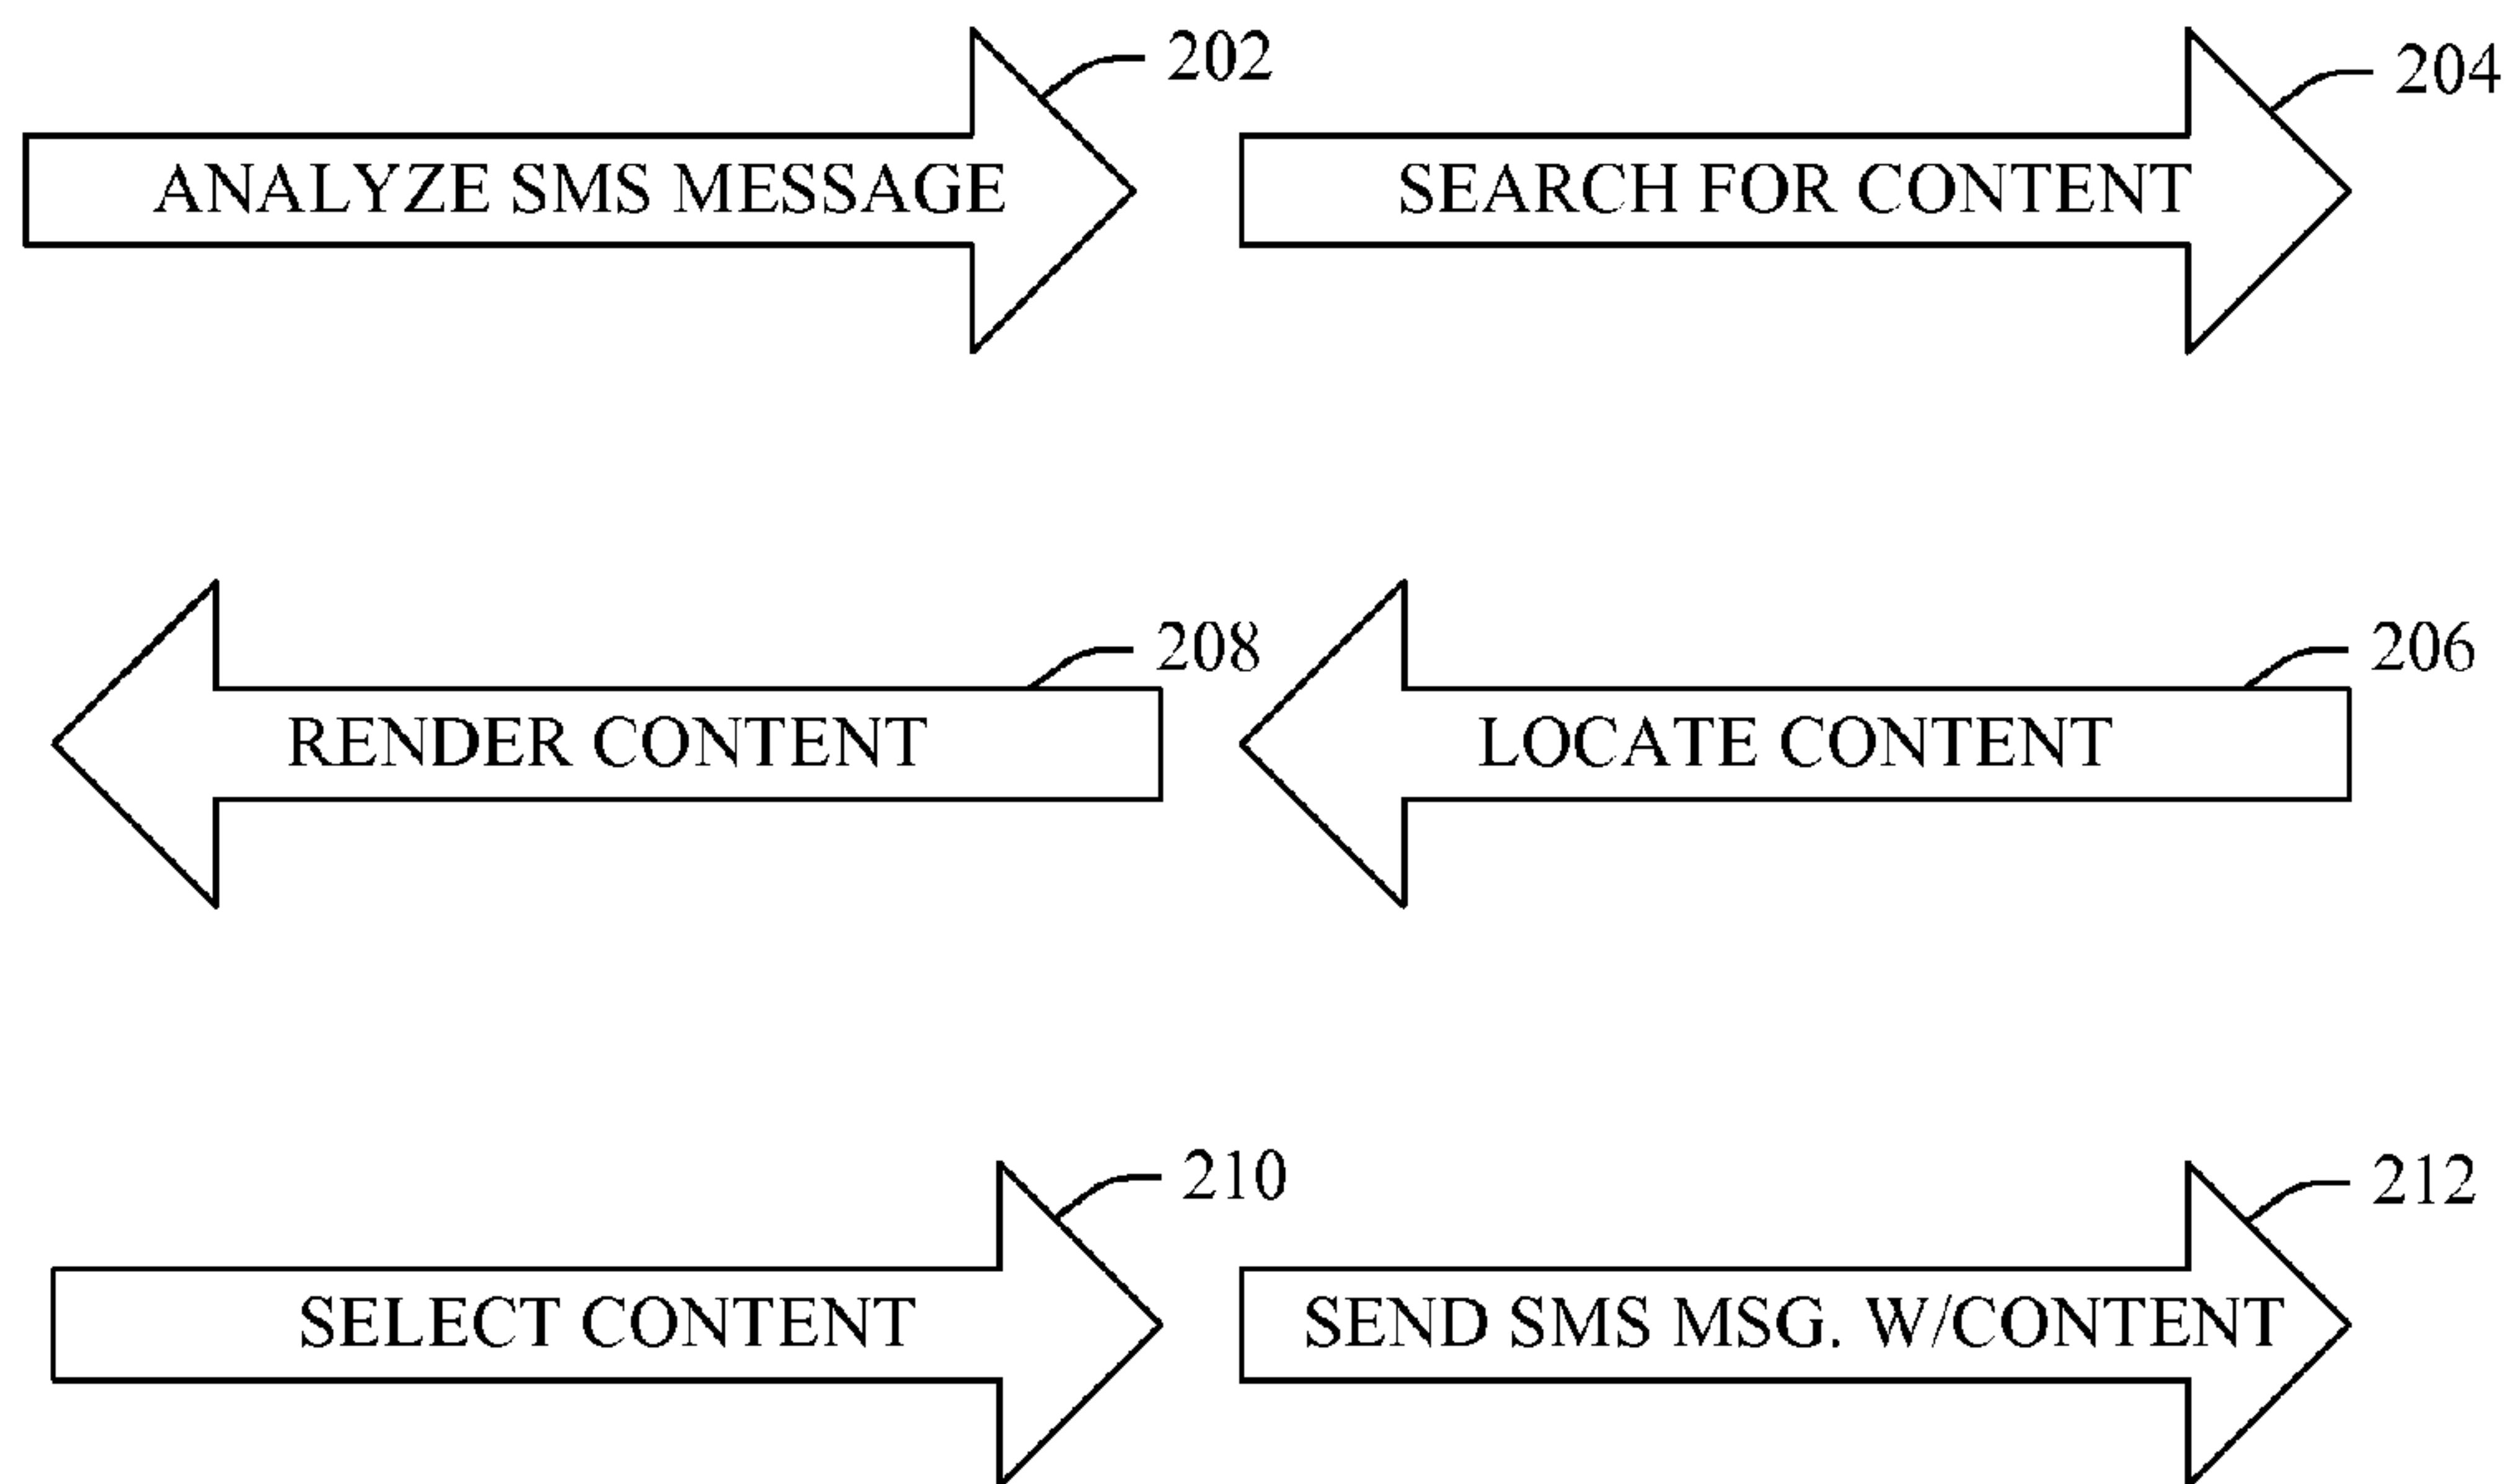 202
204
ANALYZE SMS MESSAGE
SEARCH FOR CONTENT
208
206
RENDER CONTENT
LOCATE CONTENT
210
212
SELECT CONTENT
SEND SMS MSG. W/CONTENT